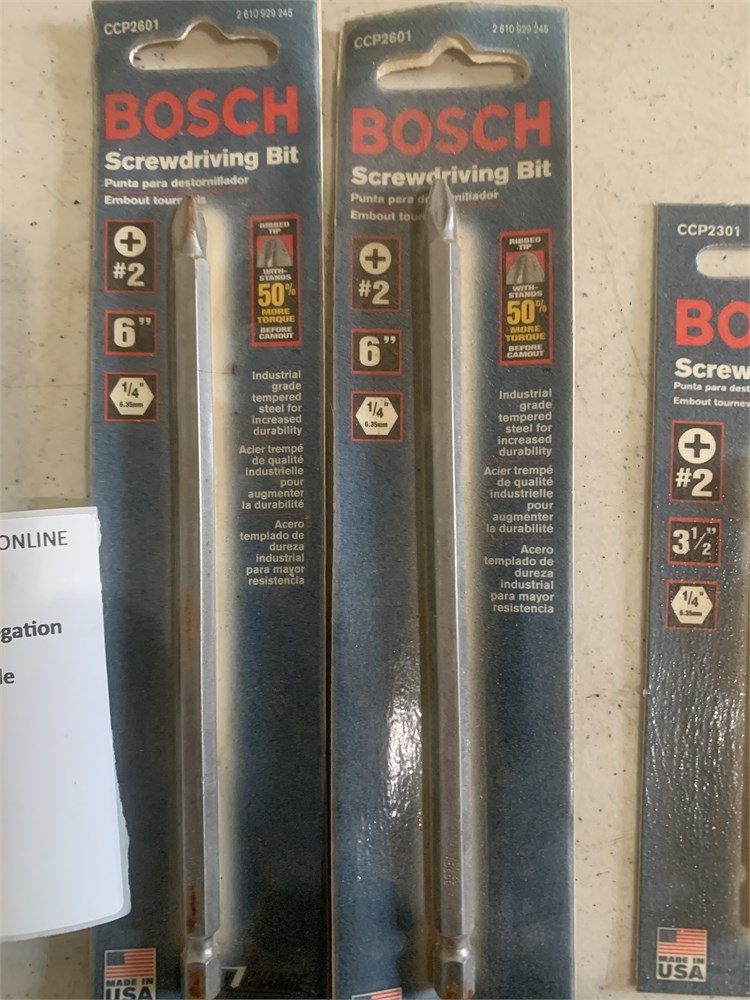 CCP2601
2 610 929 245
BOSCH
Screwdriving Bit
Punta para destornillador
Embout
#2
6”
1/4"
6.35mm
RIBBED
TIP
WITH-
STANDS
50%
MORE
TORQUE
BEFORE
CAMOUT
Industrial
grade
tempered
steel for
increased
durability
Acier trempé
de qualité
industrielle
pour
augmenter
la durabilité
Acero
templado de
dureza
industrial
para mayor
resistencia
MADE IN
USA
CHANGE
CCP2601
2 610 929 245
BOSCH
Screwdriving Bit
Punta para destornillador
Embout
#2
6”
1/4"
6.35mm
RIBBED
TIP
WITH-
STANDS
50%
MORE
TORQUE
BEFORE
CAMOUT
™
Industrial
grade
tempered
steel for
increased
durability
Acier trempé
de qualité
industrielle
pour
augmenter
la durabilité
Acero
templado de
dureza
industrial
para mayor
resistencia
CCP2301
BO
Screw
Punta para dest
Embout tournev
#2
3½"
1/4"
6.35mm
MADE IN
USA
ONLINE
egation
le